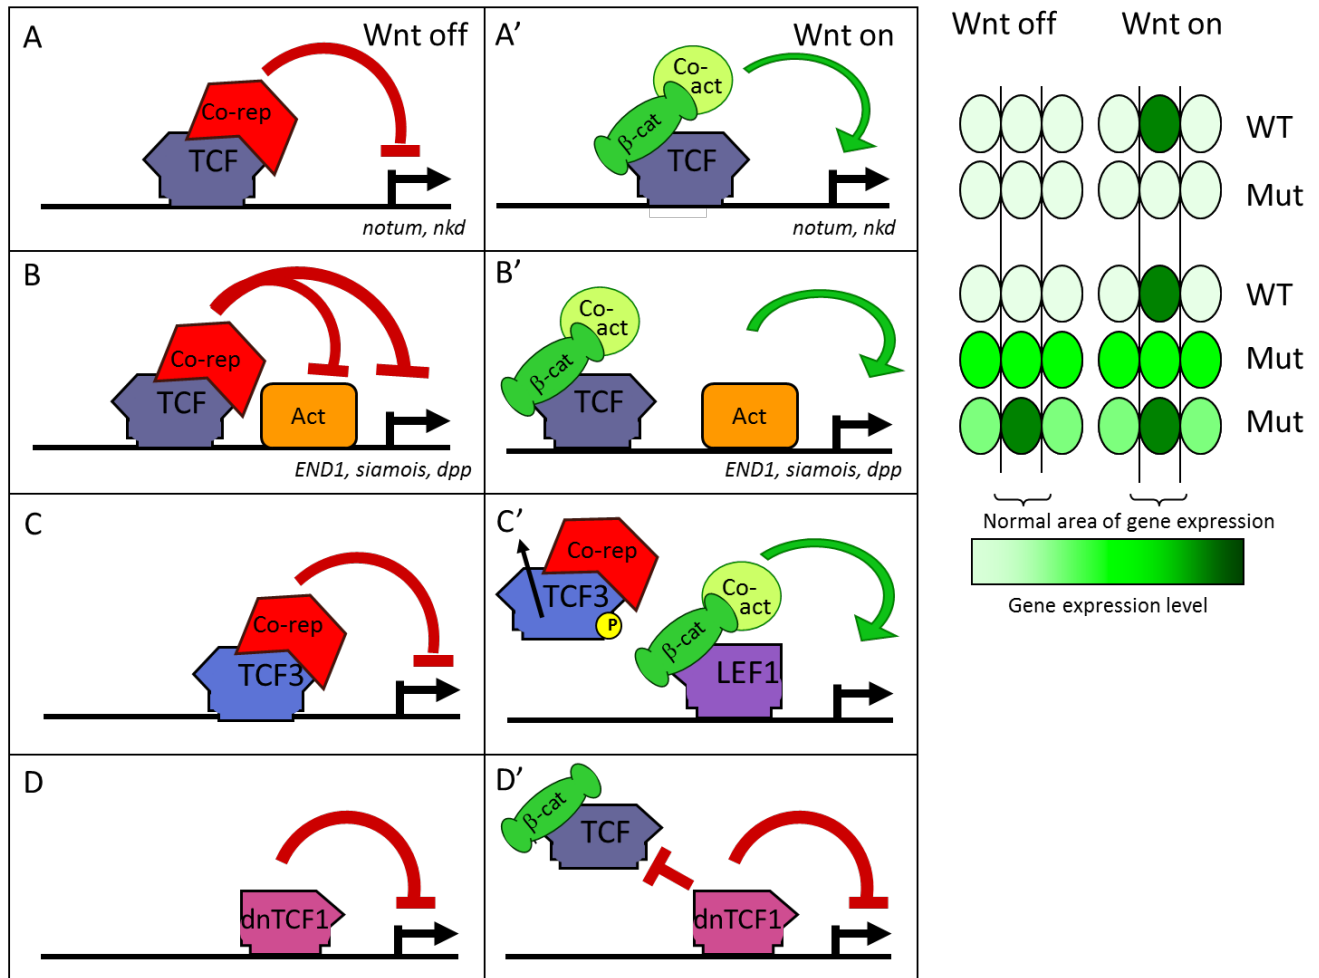 A
Wnt off
Co-rep
TCF
notum, nkd
A’
Wnt on
Co-
act
β-cat
TCF
notum, nkd
B
Co-rep
TCF
Act
END1, siamois, dpp
B’
Co-
act
β-cat
TCF
Act
END1, siamois, dpp
C
Co-rep
TCF3
C’
Co-rep
TCF3
P
Co-
act
β-cat
LEF1
D
dnTCF1
D’
β-cat
TCF
dnTCF1
Wnt off
Wnt on
WT
Mut
WT
Mut
Mut
Normal area of gene expression
Gene expression level